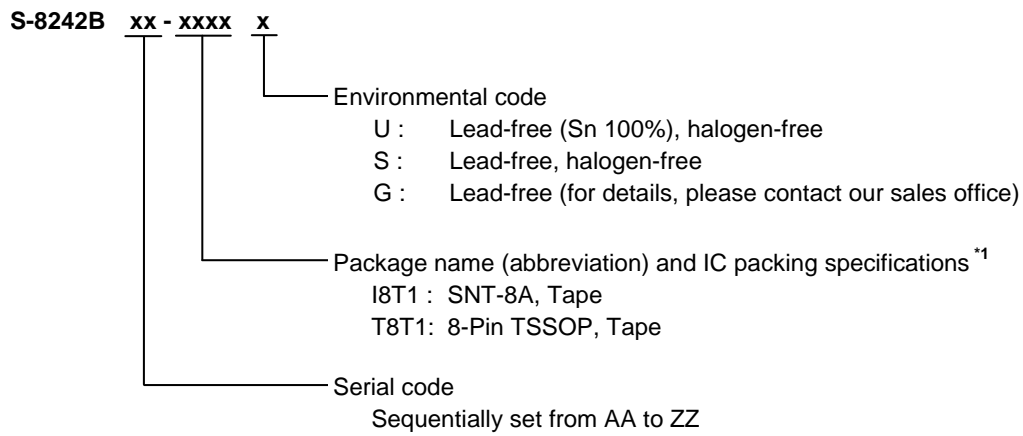 S-8242B xx - xxxx x
Environmental code
U : Lead-free (Sn 100%), halogen-free
S : Lead-free, halogen-free
G : Lead-free (for details, please contact our sales office)
Package name (abbreviation) and IC packing specifications *1
I8T1 : SNT-8A, Tape
T8T1: 8-Pin TSSOP, Tape
Serial code
Sequentially set from AA to ZZ